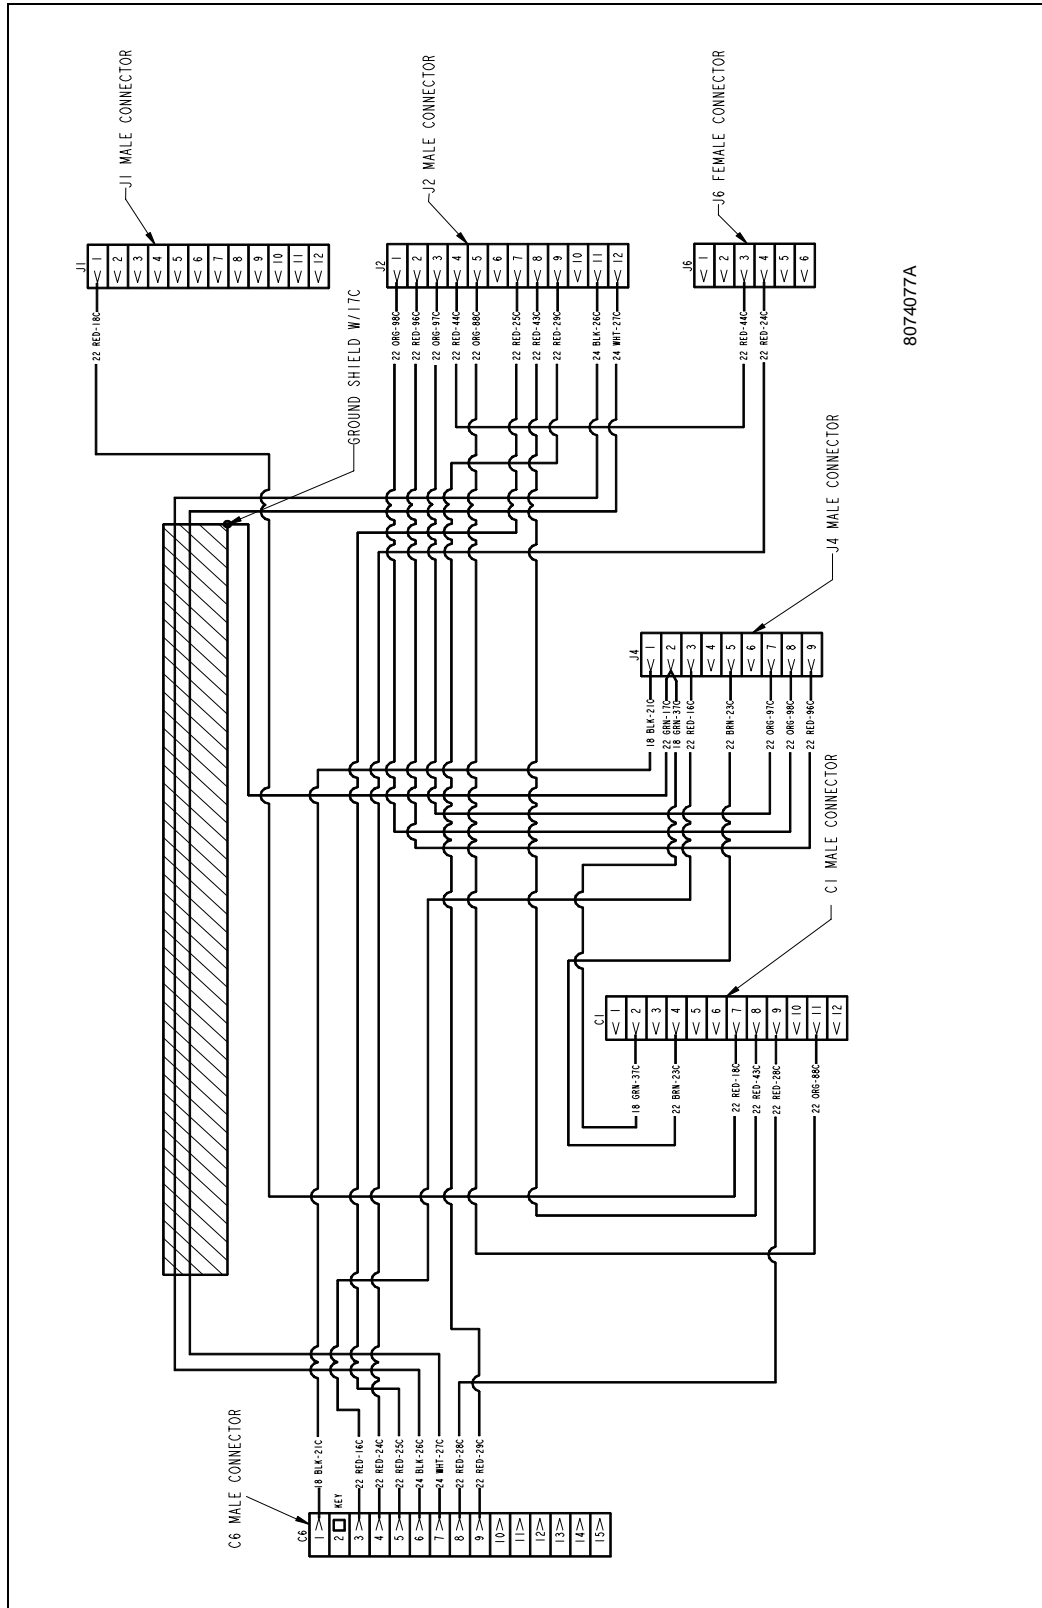 C6 MALE CONNECTOR
C6
1
2
3
4
5
6
7
8
9
10
11
12
13
14
15
KEY
18 BLK-21C
22 RED-16C
22 RED-24C
22 RED-25C
24 BLK-26C
24 WHT-27C
22 RED-28C
22 RED-29C
J1 MALE CONNECTOR
J1
1
2
3
4
5
6
7
8
9
10
11
12
22 RED-18C
GROUND SHIELD W/17C
J2 MALE CONNECTOR
J2
1
2
3
4
5
6
7
8
9
10
11
12
22 ORG-98C
22 RED-96C
22 ORG-97C
22 RED-44C
22 ORG-88C
22 RED-25C
22 RED-43C
22 RED-29C
24 BLK-26C
24 WHT-27C
J6 FEMALE CONNECTOR
J6
1
2
3
4
5
6
22 RED-44C
22 RED-24C
J4 MALE CONNECTOR
J4
1
2
3
4
5
6
7
8
9
18 BLK-21C
22 GRN-17C
18 GRN-37C
22 RED-16C
22 BRN-23C
22 ORG-97C
22 ORG-98C
22 RED-96C
C1 MALE CONNECTOR
C1
1
2
3
4
5
6
7
8
9
10
11
12
18 GRN-37C
22 BRN-23C
22 RED-18C
22 RED-43C
22 RED-28C
22 ORG-88C
8074077A